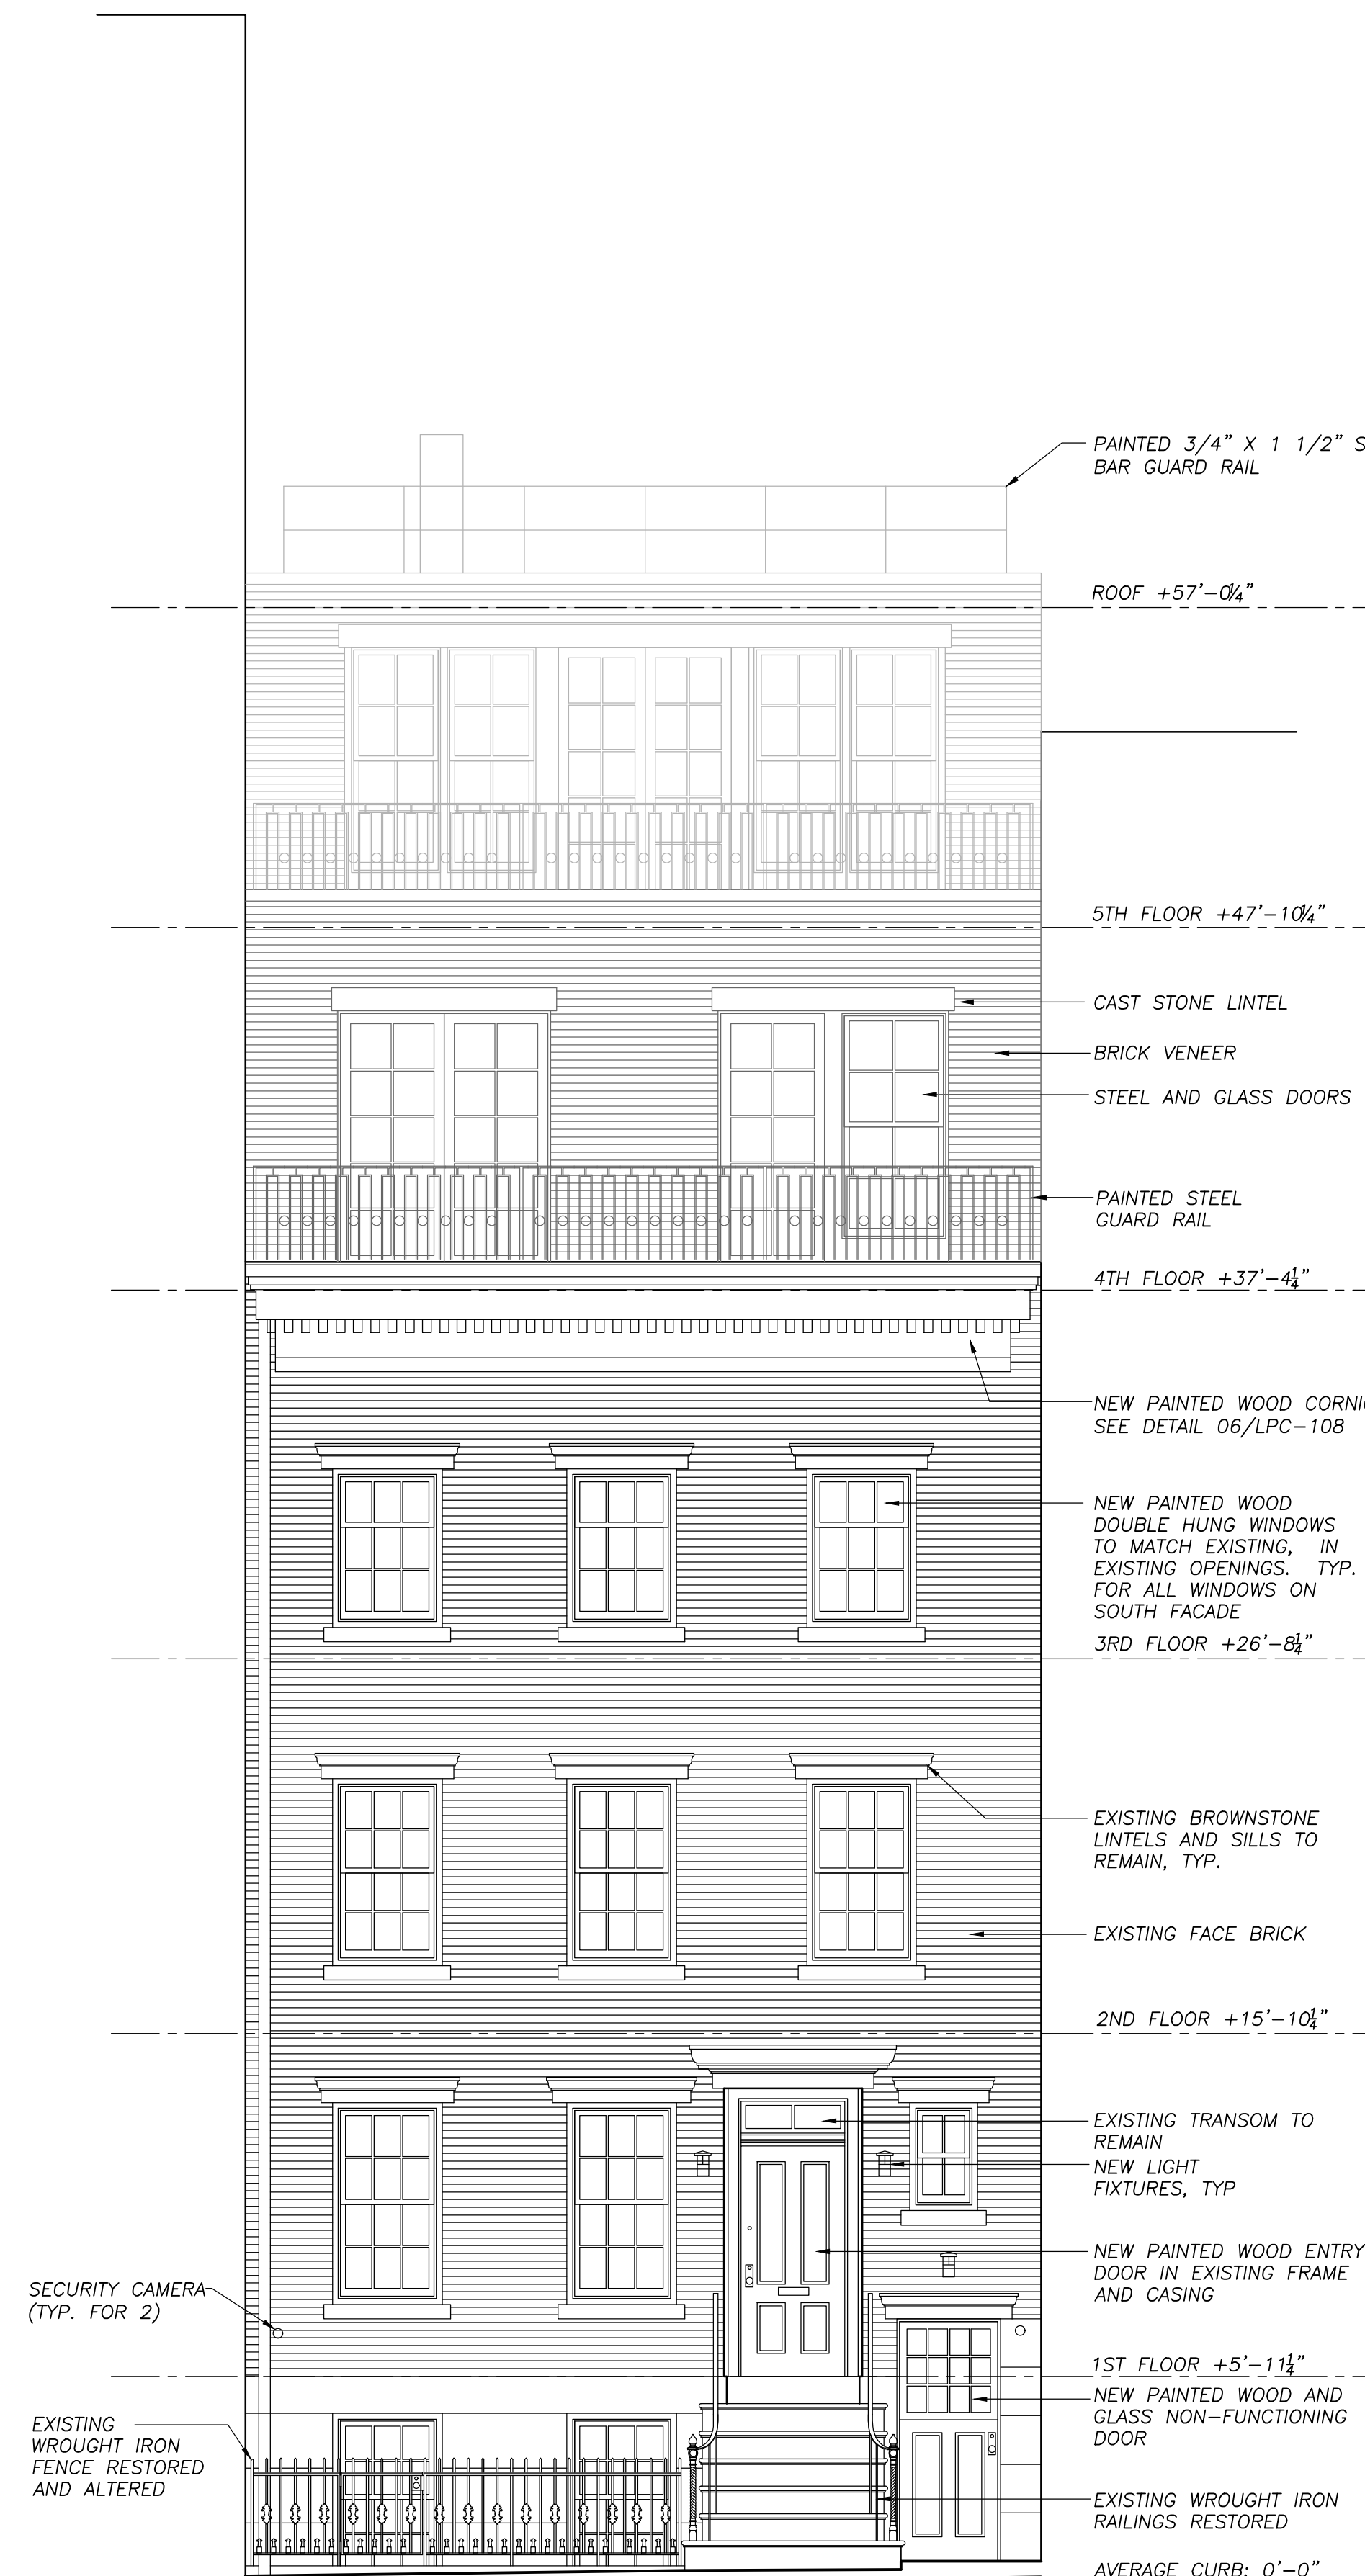 PAINTED 3/4" X 1 1/2" S
BAR GUARD RAIL
ROOF +57'-0¼"
5TH FLOOR +47'-10¼"
CAST STONE LINTEL
BRICK VENEER
STEEL AND GLASS DOORS
PAINTED STEEL
GUARD RAIL
4TH FLOOR +37'-4¼"
NEW PAINTED WOOD CORNIC
SEE DETAIL 06/LPC-108
NEW PAINTED WOOD
DOUBLE HUNG WINDOWS
TO MATCH EXISTING, IN
EXISTING OPENINGS. TYP.
FOR ALL WINDOWS ON
SOUTH FACADE
3RD FLOOR +26'-8¼"
EXISTING BROWNSTONE
LINTELS AND SILLS TO
REMAIN, TYP.
EXISTING FACE BRICK
2ND FLOOR +15'-10¼"
EXISTING TRANSOM TO
REMAIN
NEW LIGHT
FIXTURES, TYP
NEW PAINTED WOOD ENTRY
DOOR IN EXISTING FRAME
AND CASING
SECURITY CAMERA
(TYP. FOR 2)
1ST FLOOR +5'-11¼"
NEW PAINTED WOOD AND
GLASS NON-FUNCTIONING
DOOR
EXISTING
WROUGHT IRON
FENCE RESTORED
AND ALTERED
EXISTING WROUGHT IRON
RAILINGS RESTORED
AVERAGE CURB: 0'-0"